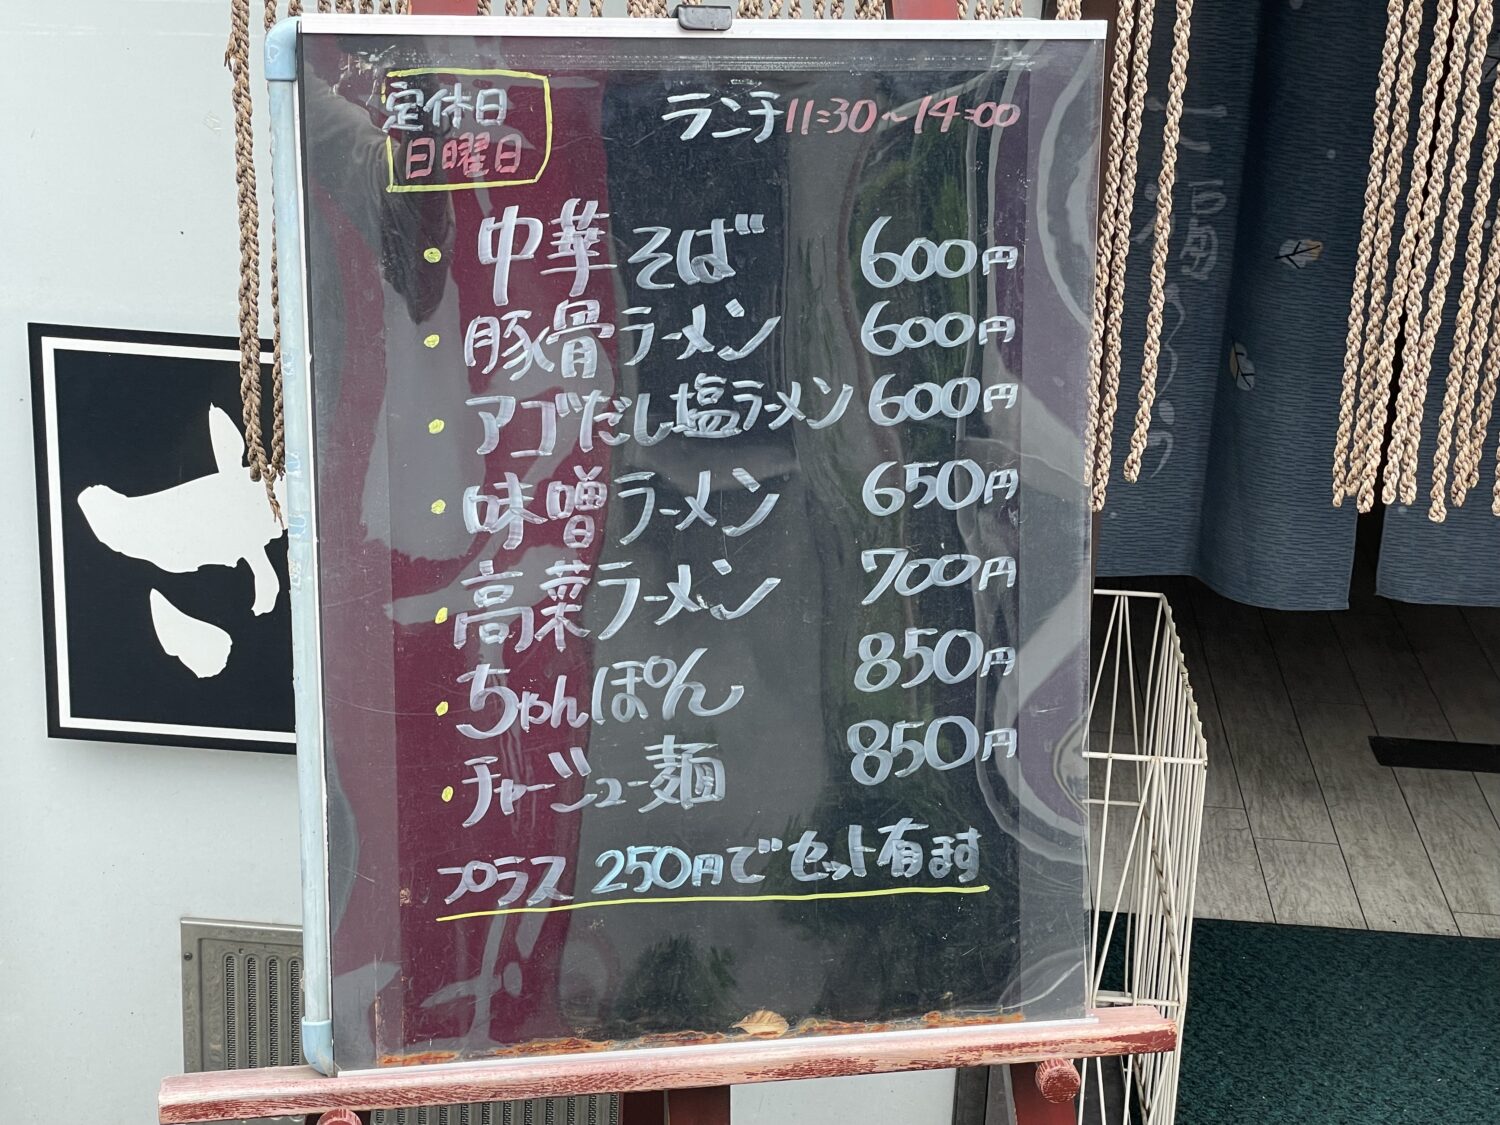 定休日
日曜日
ランチ11:30~14:00
中華そば 600円
豚骨ラーメン 600円
アゴだし塩ラーメン 600円
味噌ラーメン 650円
高菜ラーメン 700円
ちゃんぽん 850円
チャーシュー麺 850円
プラス250円でセット有ます